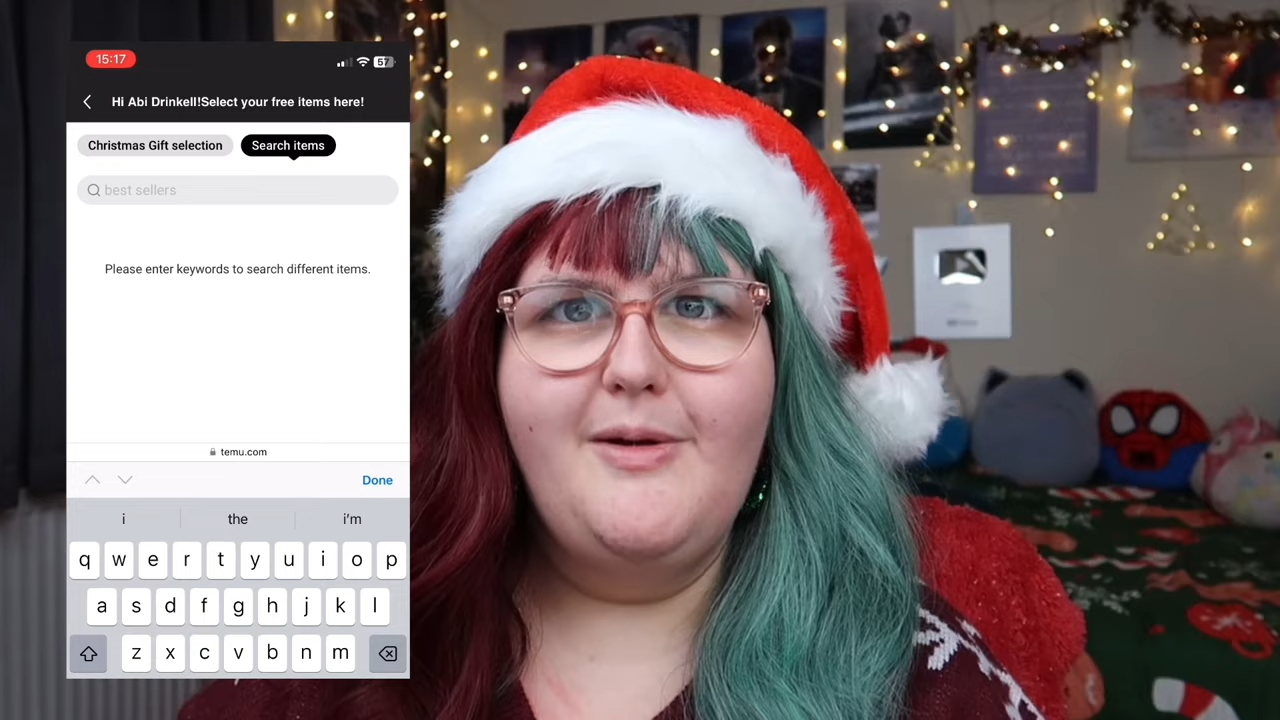 15:17
57
Hi Abi Drinkell!Select your free items here!
Christmas Gift selection
Search items
best sellers
Please enter keywords to search different items.
temu.com
Done
i the i'm
q w e r t y u i o p
a s d f g h j k l
z x c v b n m